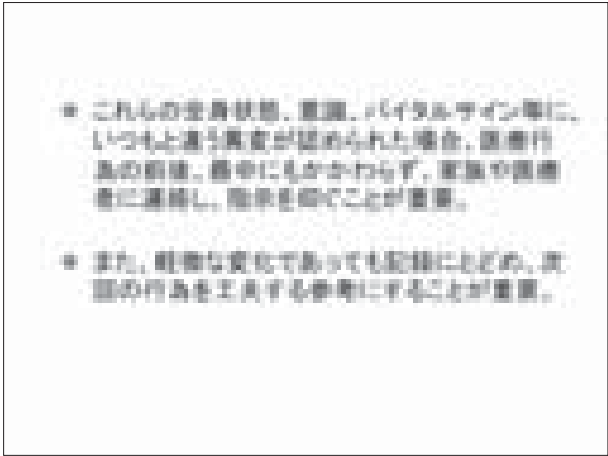 ● これらの全身状態、意識、バイタルサイン等に、
いつもと違う異変が認められた場合、医療行
為の前後、最中にもかかわらず、家族や医療
者に連絡し、指示を仰ぐことが重要。
● また、軽微な変化であっても記録にとどめ、次
回の行為を工夫する参考にすることが重要。